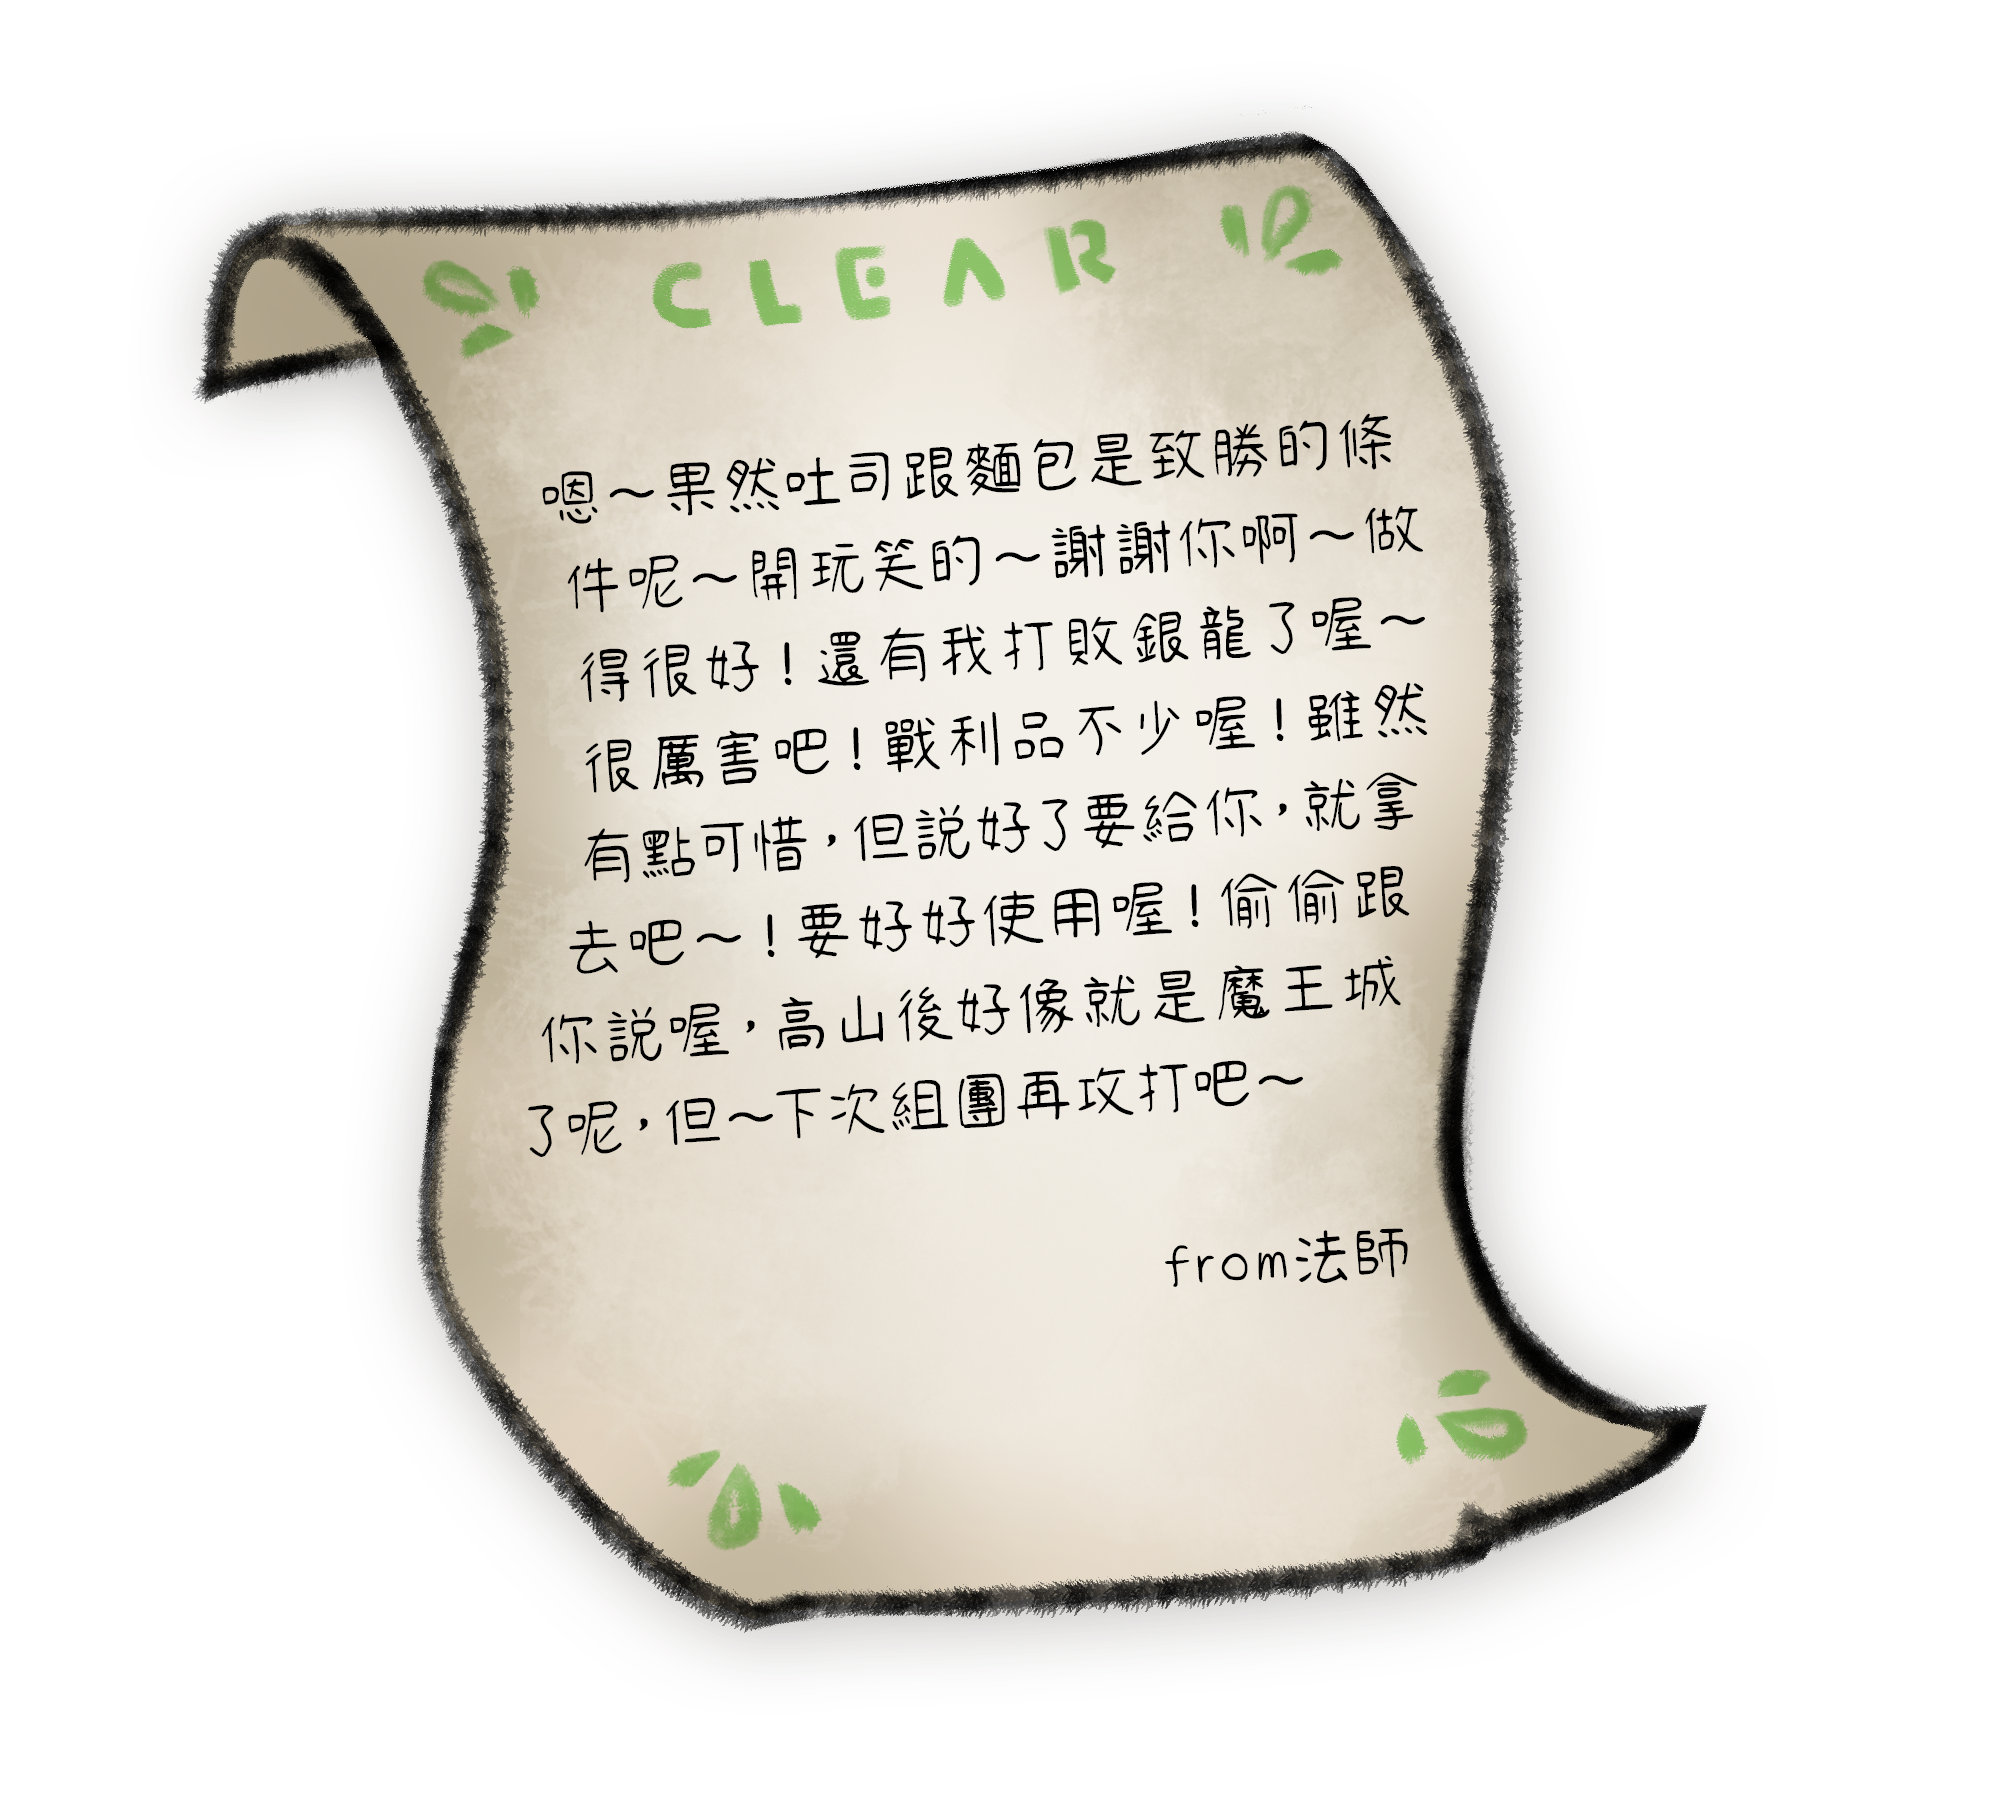 CLEAR
嗯～果然吐司跟麵包是致勝的條
件呢～開玩笑的～謝謝你啊～做
得很好！還有我打敗銀龍了喔～
很厲害吧！戰利品不少喔！雖然
有點可惜，但說好了要給你，就拿
去吧～！要好好使用喔！偷偷跟
你說喔，高山後好像就是魔王城
了呢，但～下次組團再攻打吧～
from法師